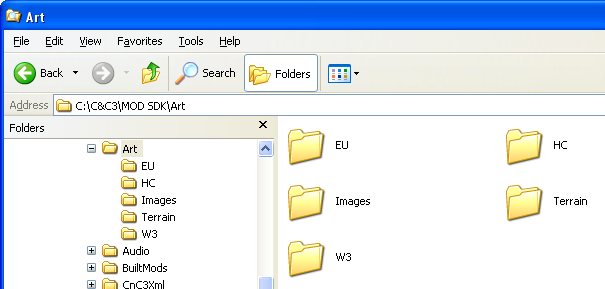 Art
File Edit View Favorites Tools Help
Back Search Folders
Address C:\C&C3\MOD SDK\Art
Folders
Art
EU
HC
Images
Terrain
W3
Audio
BuiltMods
CnC3Xml
EU HC
Images Terrain
W3